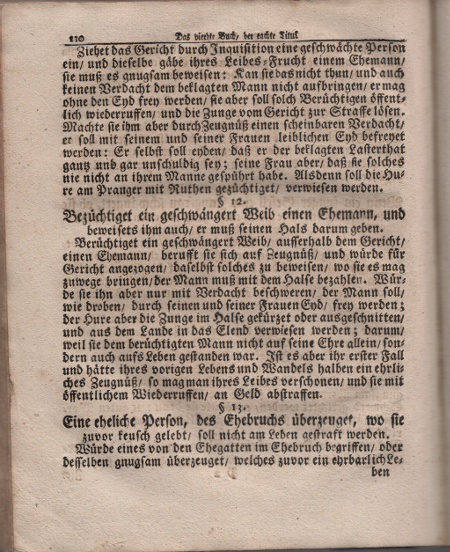 110 Das vierdte Buch/ der eachte Titul
Ziehet das Gericht durch Inquisition eine geschwächte Person
ein/ und dieselbe gäbe ihres Leibes-Frucht einem Ehemann/
sie muß es gnugsam beweisen: Kan sie das nicht thun/ und auch
keinen Verdacht dem beklagten Mann nicht aufbringen/ er mag
ohne den Eyd frey werden/ sie aber soll solch Berüchtigen öffent-
lich wiederruffen/ und die Zunge vom Gericht zur Straffe lösen.
Machte sie ihm aber durch Zeugnüß einen scheinbaren Verdacht/
er soll mit seinem und seiner Frauen leiblichen Eyd befreyet
werden: Er selbst soll eyden/ daß er der beklagten Lasterthat
gantz und gar unschuldig sey; seine Frau aber/ daß sie solches
nie nicht an ihrem Manne gespührt habe. Alsdenn soll die Hu-
re am Pranger mit Ruthen gezüchtiget/ verwiesen werden.
§ 12.
Bezüchtiget ein geschwängert Weib einen Ehemann, und
beweisets ihm auch/ er muß seinen Hals darum geben.
Berüchtiget ein geschwängert Weib/ ausserhalb dem Gericht/
einen Ehemann/ berufft sie sich auf Zeugnüß/ und würde für
Gericht angezogen/ daselbst solches zu beweisen/ wo sie es mag
zuwege bringen/ der Mann muß mit dem Halse bezahlen. Wür-
de sie ihn aber nur mit Verdacht beschweren/ der Mann soll/
wie droben/ durch seinen und seiner Frauen Eyd/ frey werden;
der Hure aber die Zunge im Halse gekürzet oder ausgeschnitten/
und aus dem Lande in das Elend verwiesen werden; darum/
weil sie dem berüchtigten Mann nicht auf seine Ehre allein/ son-
dern auch aufs Leben gestanden war. Ist es aber ihr erster Fall
und hätte ihres vorigen Lebens und Wandels halben ein ehrli-
ches Zeugnüß/ so mag man ihres Leibes verschonen/ und sie mit
öffentlichem Wiederruffen/ an Geld abstraffen.
§ 13.
Eine eheliche Person, des Ehebruchs überzeuget, wo sie
zuvor keusch gelebt/ soll nicht am Leben gestraft werden.
Würde eines von den Ehegatten im Ehebruch begriffen/ oder
desselben gnugsam überzeuget/ welches zuvor ein ehrbarlich Le-
ben